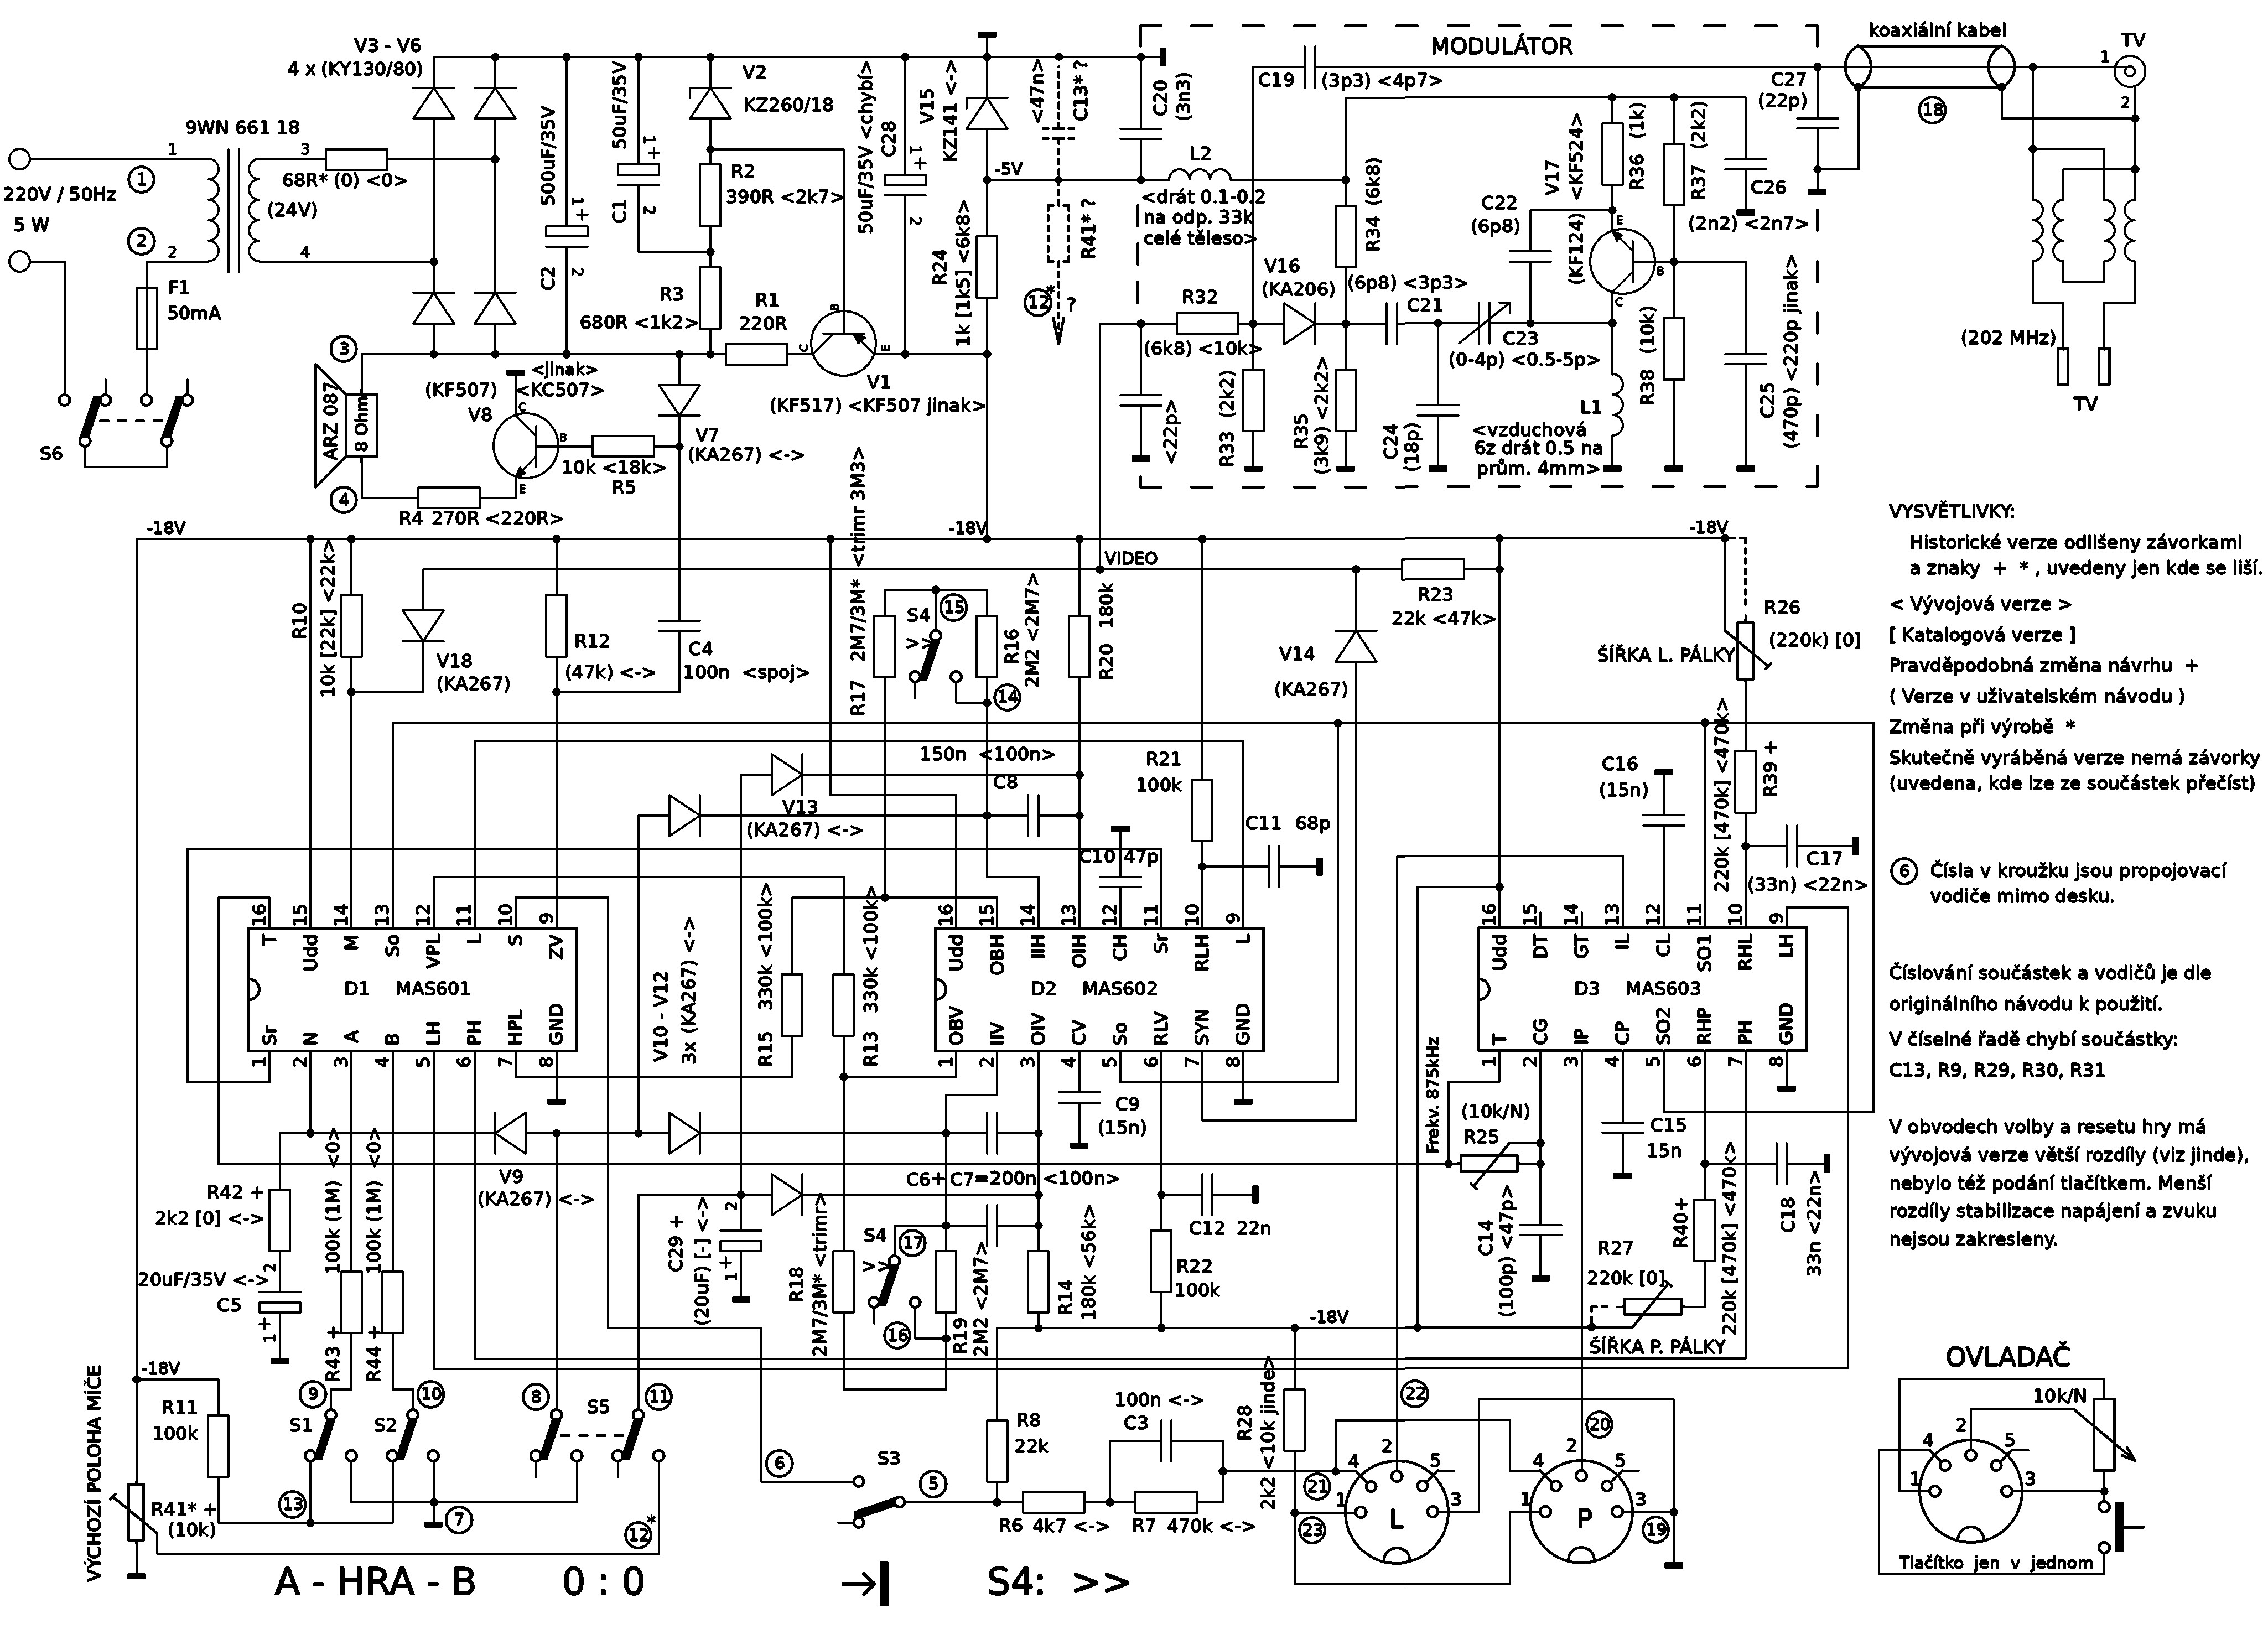 V3 - V6
4 x (KY130/80)
9WN 661 18
1
3
68R* (0) <0>
(24V)
220V / 50Hz
5 W
1
2
2
4
F1
50mA
S6
500uF/35V
C2
1+
2
50uF/35V
C1
1+
2
V2
KZ260/18
R2
390R <2k7>
R3
680R <1k2>
R1
220R
50uF/35V <chybí>
C28
1+
2
V15
KZ141 <->
R24
1k [1k5] <6k8>
-5V
<47n>
C13* ?
R41* ?
12
*
?
B
C
E
V1
(KF517) <KF507 jinak>
3
4
ARZ 087
8 Ohm
<jinak>
(KF507)
<KC507>
V8
C
B
E
10k <18k>
R5
V7
(KA267) <->
R4 270R <220R>
MODULÁTOR
C20
(3n3)
L2
<drát 0.1-0.2
na odp. 33k
celé těleso>
C19
(3p3) <4p7>
R34 (6k8)
V16
(KA206)
R32
(6k8) <10k>
<22p>
R33 (2k2)
R35
(3k9) <2k2>
(6p8) <3p3>
C21
C24
(18p)
C23
(0-4p) <0.5-5p>
C22
(6p8)
V17
<KF524>
(KF124)
E
B
C
R36 (1k)
R37 (2k2)
C26
(2n2) <2n7>
R38 (10k)
C25
(470p) <220p jinak>
L1
<vzduchová
6z drát 0.5 na
prům. 4mm>
C27
(22p)
koaxiální kabel
18
TV
1
2
(202 MHz)
TV
-18V
-18V
-18V
VIDEO
R10
10k [22k] <22k>
V18
(KA267)
R12
(47k) <->
C4
100n <spoj>
R17 2M7/3M* <trimr 3M3>
S4
>>
15
14
R16
2M2 <2M7>
R20 180k
V14
(KA267)
R23
22k <47k>
R26
(220k) [0]
ŠÍŘKA L. PÁLKY
R39 +
220k [470k] <470k>
C16
(15n)
C17
(33n) <22n>
150n <100n>
C8
V13
(KA267) <->
C10 47p
R21
100k
C11 68p
VYSVĚTLIVKY:
Historické verze odlišeny závorkami
a znaky + * , uvedeny jen kde se liší.
< Vývojová verze >
[ Katalogová verze ]
Pravděpodobná změna návrhu +
( Verze v uživatelském návodu )
Změna při výrobě *
Skutečně vyráběná verze nemá závorky
(uvedena, kde lze ze součástek přečíst)
6 Čísla v kroužku jsou propojovací
vodiče mimo desku.
Číslování součástek a vodičů je dle
originálního návodu k použití.
V číselné řadě chybí součástky:
C13, R9, R29, R30, R31
V obvodech volby a resetu hry má
vývojová verze větší rozdíly (viz jinde),
nebylo též podání tlačítkem. Menší
rozdíly stabilizace napájení a zvuku
nejsou zakresleny.
16 15 14 13 12 11 10 9
T Udd M So VPL L S ZV
D1 MAS601
Sr N A B LH PH HPL GND
1 2 3 4 5 6 7 8
V10 - V12
3x (KA267) <->
R15 330k <100k>
R13 330k <100k>
16 15 14 13 12 11 10 9
Udd OBH IIH OIH CH Sr RLH L
D2 MAS602
OBV IIV OIV CV So RLV SYN GND
1 2 3 4 5 6 7 8
16 15 14 13 12 11 10 9
Udd DT GT IL CL SO1 RHL LH
D3 MAS603
T CG IP CP SO2 RHP PH GND
1 2 3 4 5 6 7 8
V9
(KA267) <->
R42 +
2k2 [0] <->
20uF/35V <->
C5
2
1+
R43 + 100k (1M) <0>
R44 + 100k (1M) <0>
C29 +
(20uF) [-] <->
2
1+
C6+ C7=200n <100n>
C9
(15n)
R18
2M7/3M* <trimr>
S4
>>
17
16
R19
2M2 <2M7>
R14
180k <56k>
C12 22n
R22
100k
Frekv. 875kHz
(10k/N)
R25
C14
(100p) <47p>
C15
15n
R40+
220k [470k] <470k>
C18
33n <22n>
R27
220k [0]
ŠÍŘKA P. PÁLKY
-18V
-18V
VÝCHOZÍ POLOHA MÍČE
R11
100k
R41* +
(10k)
9
S1
S2
10
8
S5
11
13
7
12
*
A - HRA - B
0 : 0
6
S3
5
R8
22k
R6 4k7 <->
100n <->
C3
R7 470k <->
R28
2k2 <10k jinde>
22
20
21
23
19
4 2 5
1 3
L
4 2 5
1 3
P
S4: >>
OVLADAČ
10k/N
4 2 5
1 3
Tlačítko jen v jednom